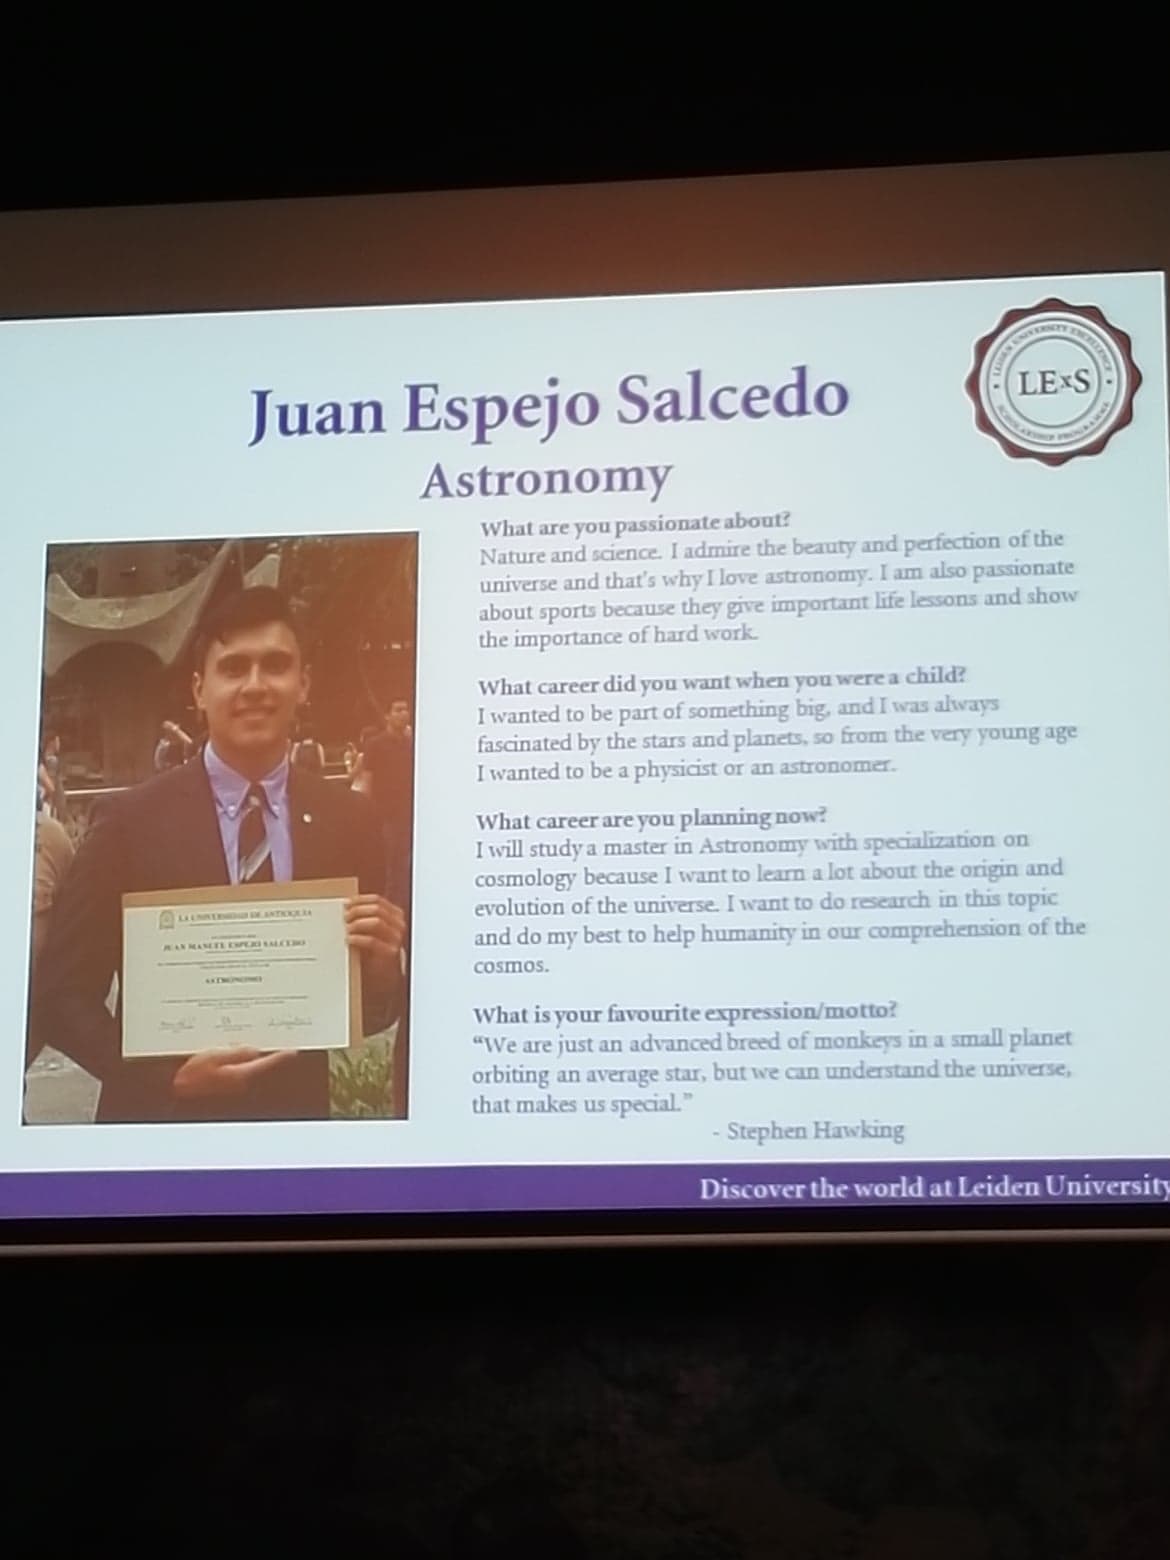 Juan Espejo Salcedo
Astronomy
LExS
LEIDEN UNIVERSITY EXCELLENCE
SCHOLARSHIP PROGRAMME
What are you passionate about?
Nature and science. I admire the beauty and perfection of the
universe and that's why I love astronomy. I am also passionate
about sports because they give important life lessons and show
the importance of hard work.
What career did you want when you were a child?
I wanted to be part of something big, and I was always
fascinated by the stars and planets, so from the very young age
I wanted to be a physicist or an astronomer.
What career are you planning now?
I will study a master in Astronomy with specialization on
cosmology because I want to learn a lot about the origin and
evolution of the universe. I want to do research in this topic
and do my best to help humanity in our comprehension of the
cosmos.
What is your favourite expression/motto?
“We are just an advanced breed of monkeys in a small planet
orbiting an average star, but we can understand the universe,
that makes us special.”
- Stephen Hawking
LA UNIVERSIDAD DE ANTIOQUIA
JUAN MANUEL ESPEJO SALCEDO
ASTRÓNOMO
Discover the world at Leiden University